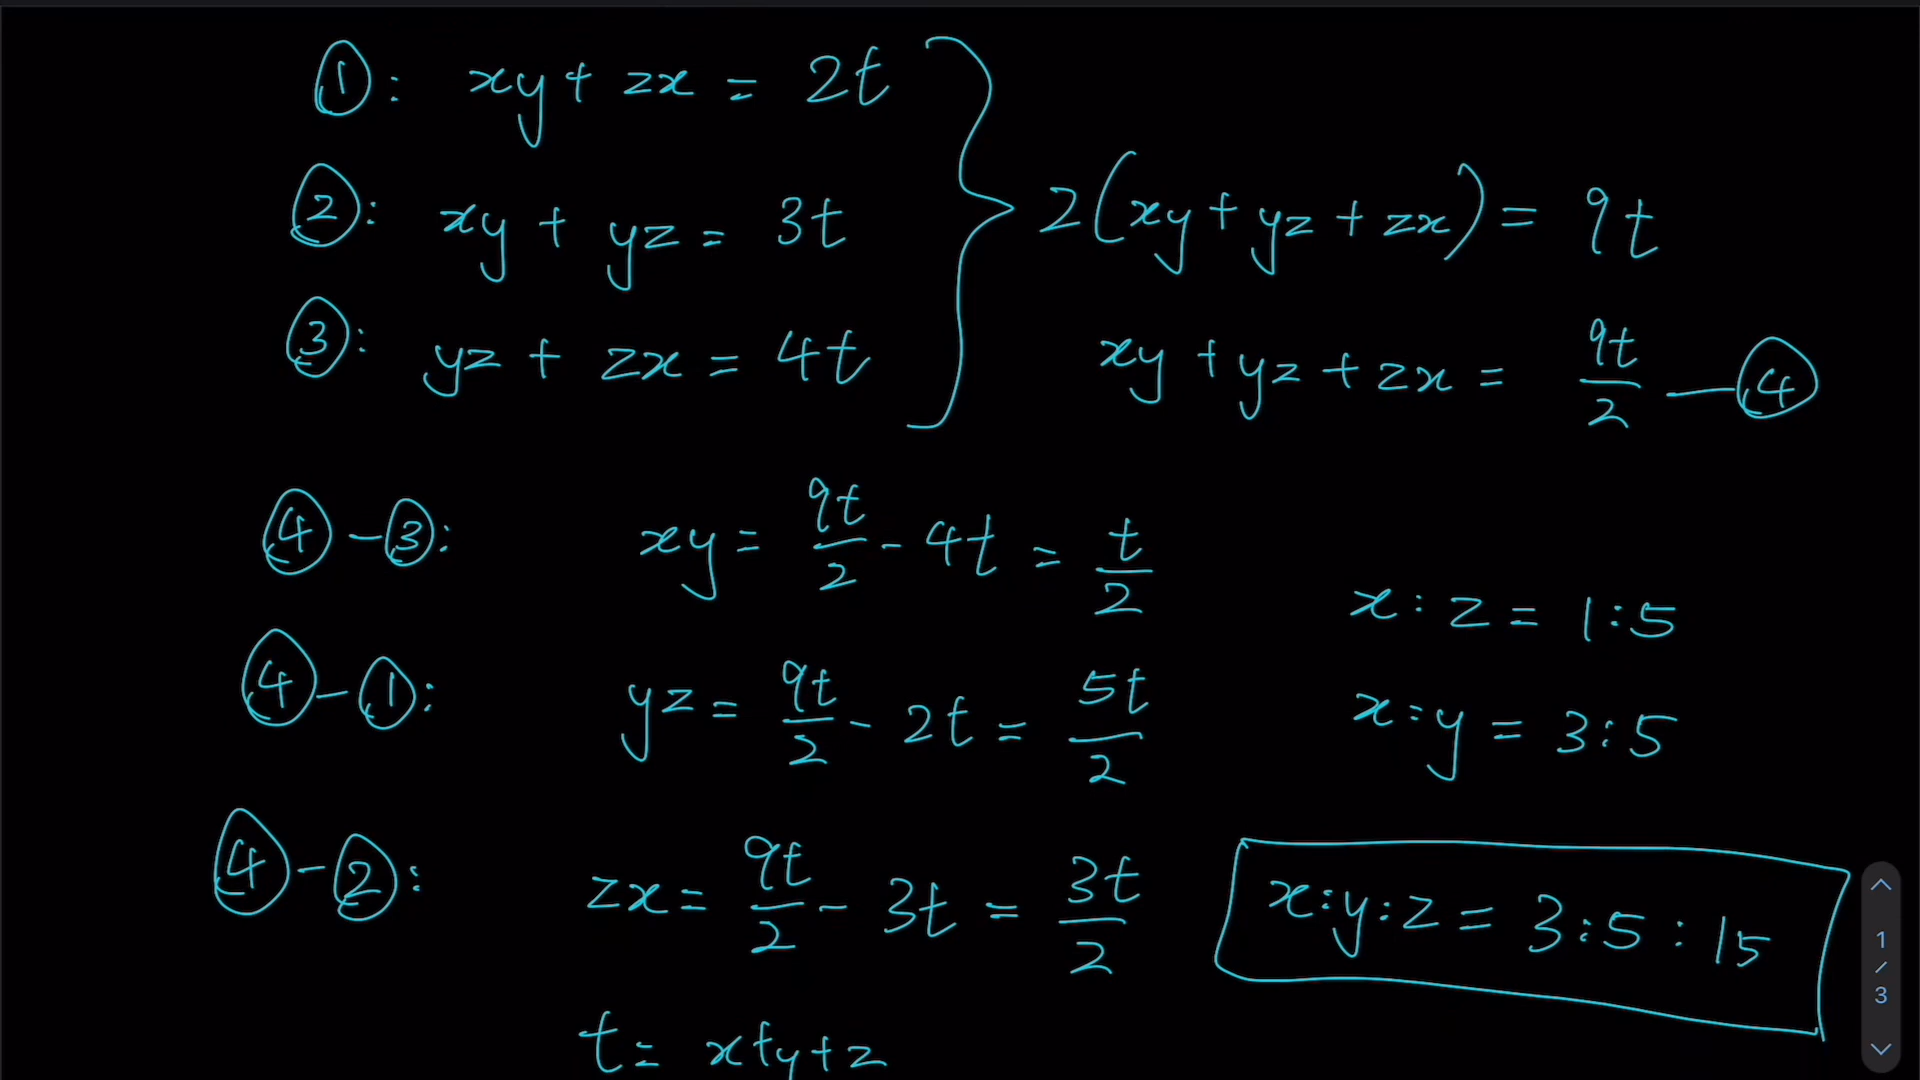 ①: xy + zx = 2t
②: xy + yz = 3t
③: yz + zx = 4t
2(xy + yz + zx) = 9t
xy + yz + zx = 9t/2 — ④
④ - ③: xy = 9t/2 - 4t = t/2
④ - ①: yz = 9t/2 - 2t = 5t/2
④ - ②: zx = 9t/2 - 3t = 3t/2
t = x + y + z
x : z = 1 : 5
x : y = 3 : 5
x : y : z = 3 : 5 : 15
1
/
3